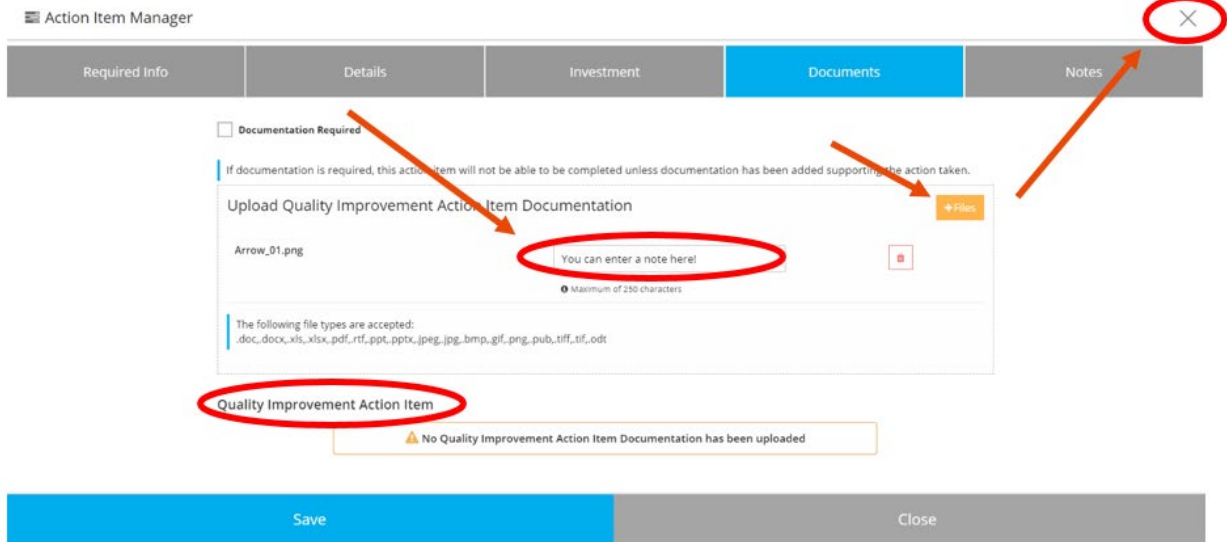 Action Item Manager
Required Info Details Investment Documents Notes
Documentation Required
If documentation is required, this action item will not be able to be completed unless documentation has been added supporting the action taken.
Upload Quality Improvement Action Item Documentation
+Files
Arrow_01.png
You can enter a note here!
Maximum of 250 characters
The following file types are accepted:
.doc,.docx,.xls,.xlsx,.pdf,.rtf,.ppt,.pptx,.jpeg,.jpg,.bmp,.gif,.png,.pub,.tiff,.tif,.odt
Quality Improvement Action Item
No Quality Improvement Action Item Documentation has been uploaded
Save Close